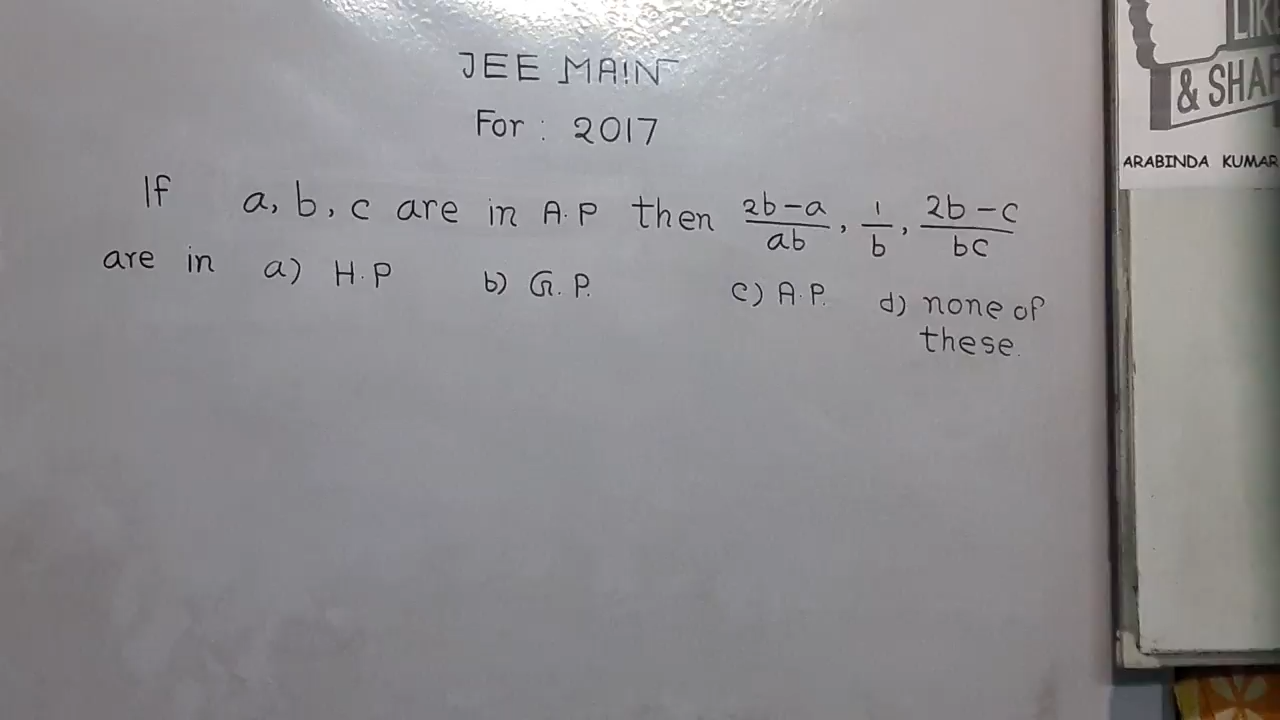 JEE MAIN
For : 2017
If a, b, c are in A.P then (2b-a)/(ab), 1/b, (2b-c)/(bc)
are in a) H.P b) G.P. c) A.P. d) none of
these.
& SHAR
ARABINDA KUMAR